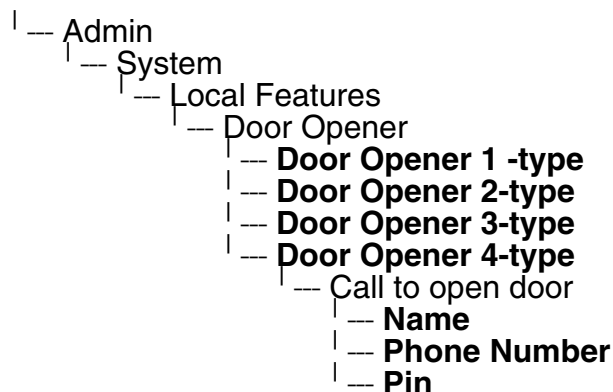 --- Admin
--- System
--- Local Features
--- Door Opener
--- Door Opener 1 -type
--- Door Opener 2-type
--- Door Opener 3-type
--- Door Opener 4-type
--- Call to open door
--- Name
--- Phone Number
--- Pin